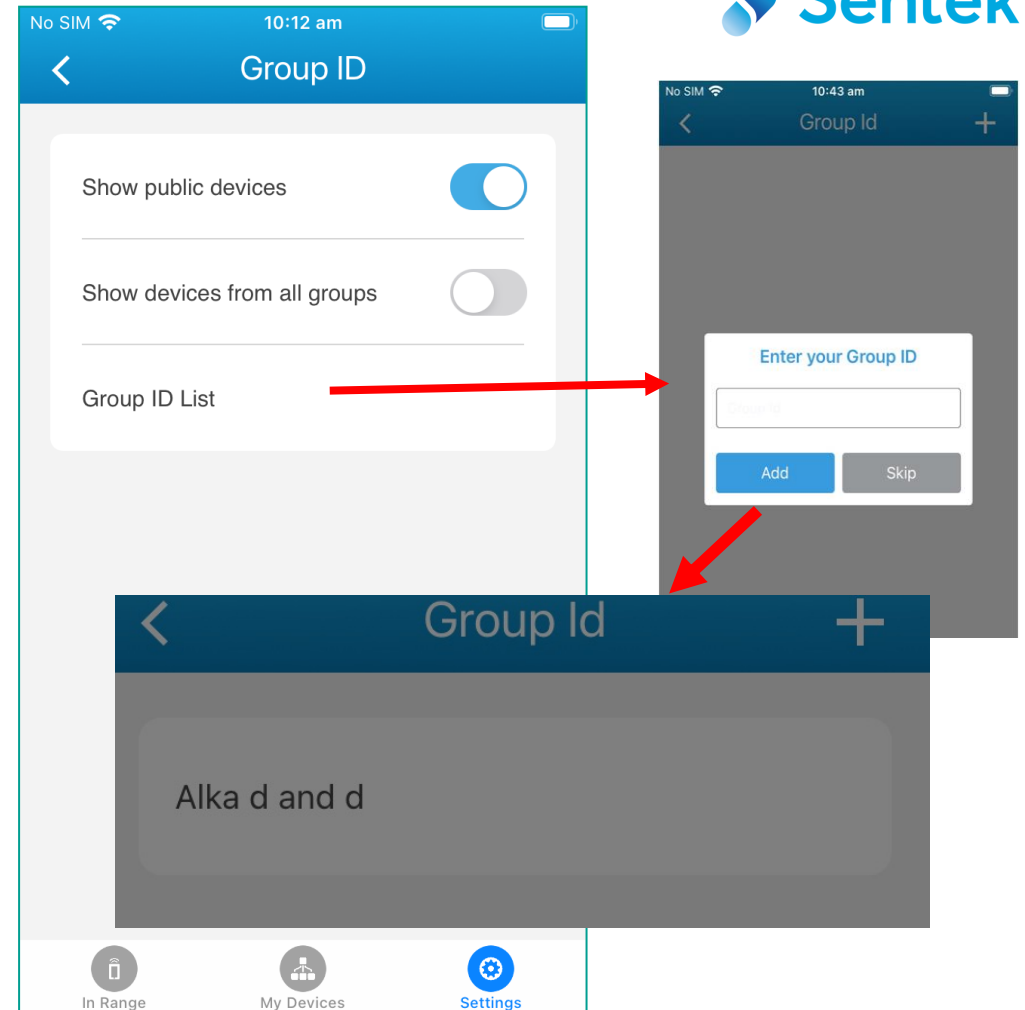 Sentek
No SIM 10:12 am
Group ID
Show public devices
Show devices from all groups
Group ID List
No SIM 10:43 am
Group Id
Enter your Group ID
Group Id
Add Skip
Group Id
Alka d and d
In Range My Devices Settings